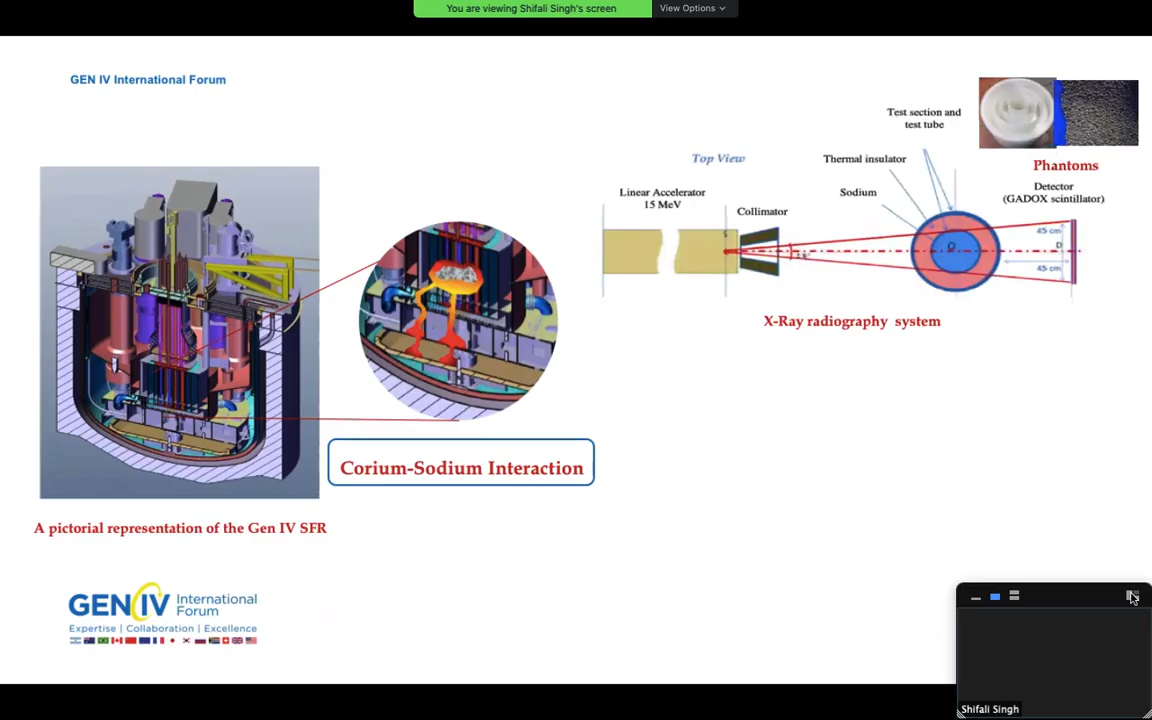 You are viewing Shifali Singh's screen
View Options
GEN IV International Forum
Test section and
test tube
Top View
Thermal insulator
Phantoms
Linear Accelerator
15 MeV
Sodium
Detector
(GADOX scintillator)
Collimator
S
45 cm
O
D
45 cm
X-Ray radiography system
Corium-Sodium Interaction
A pictorial representation of the Gen IV SFR
GEN IV International
Forum
Expertise | Collaboration | Excellence
Shifali Singh